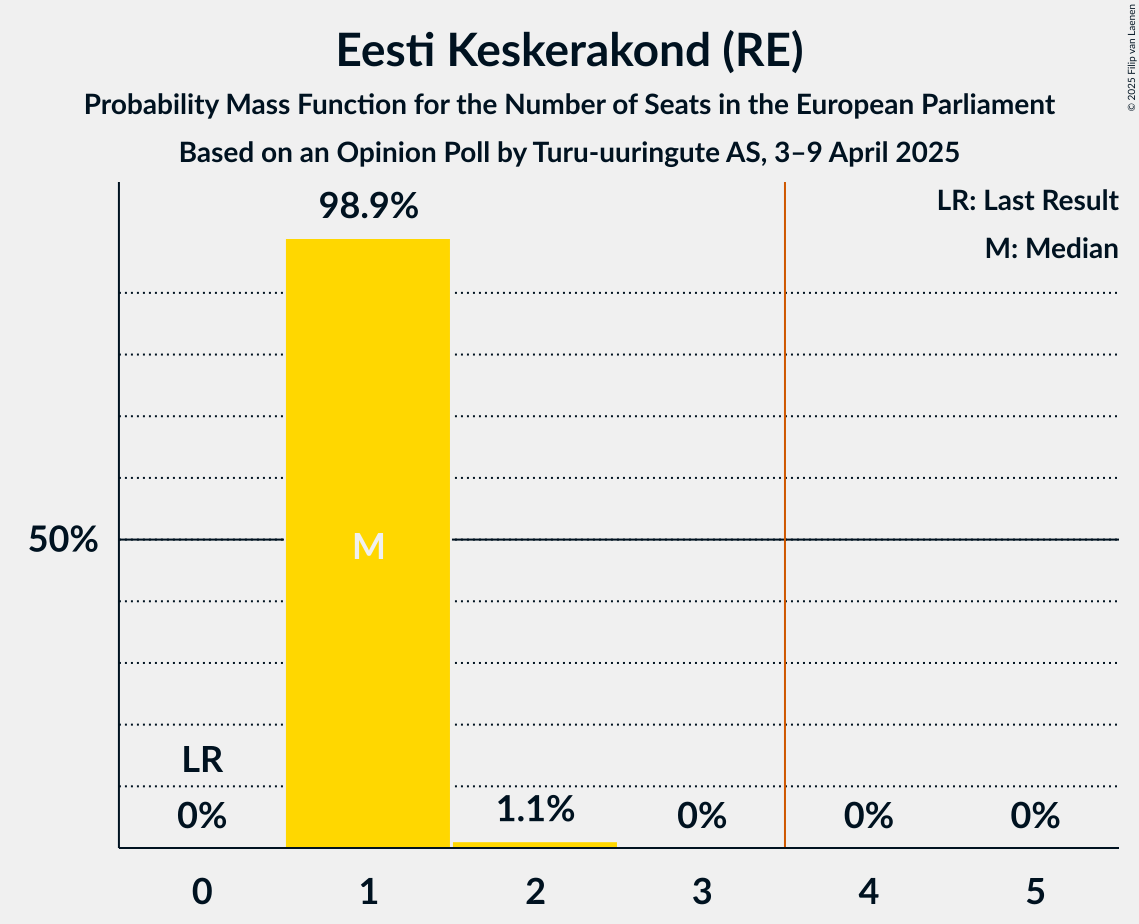 Eesti Keskerakond (RE)
Probability Mass Function for the Number of Seats in the European Parliament
Based on an Opinion Poll by Turu-uuringute AS, 3–9 April 2025
© 2025 Filip van Laenen
LR: Last Result
M: Median
98.9%
50%
M
LR
0%
1.1%
0%
0%
0%
0
1
2
3
4
5